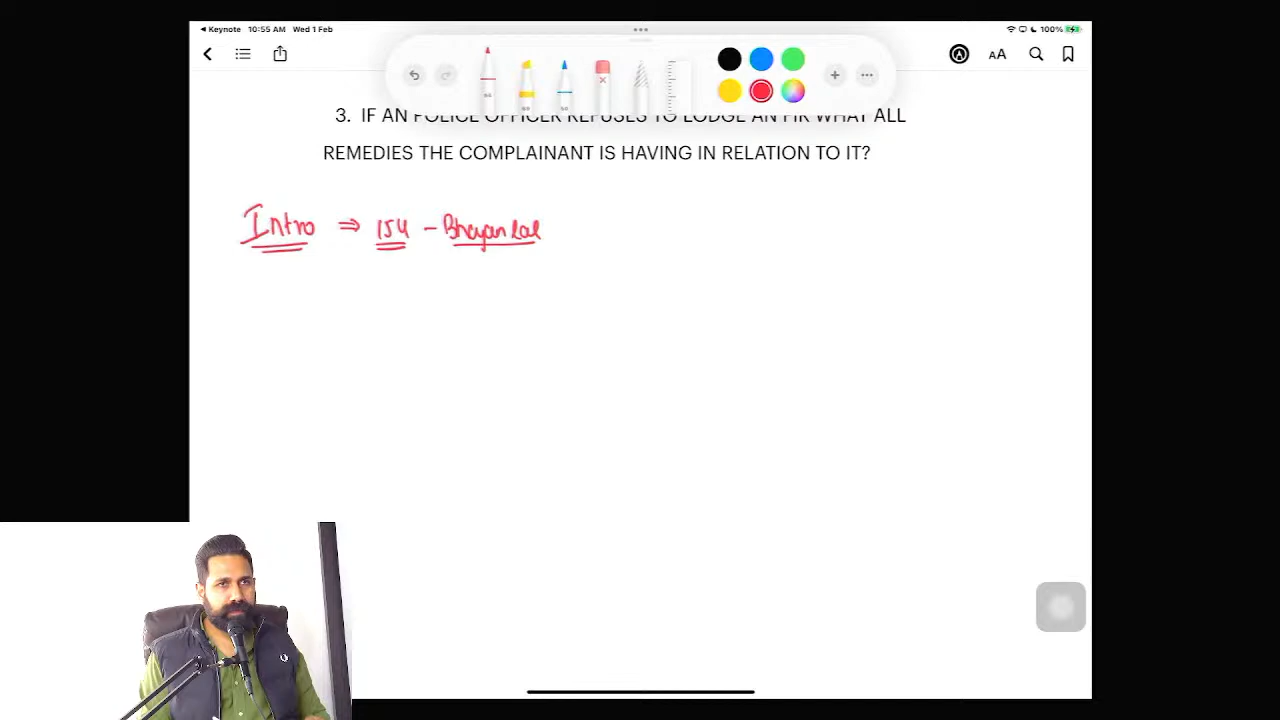 Keynote 10:55 AM Wed 1 Feb 100%
AA
3. IF AN POLICE OFFICER REFUSES TO LODGE AN FIR WHAT ALL
REMEDIES THE COMPLAINANT IS HAVING IN RELATION TO IT?
Intro ⇒ 154 - Bhajan Lal